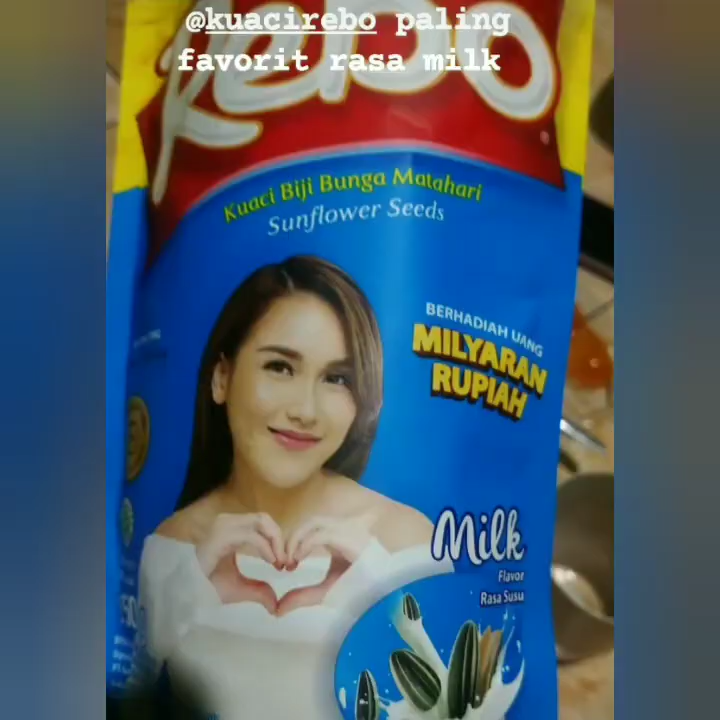 @kuacirebo paling
favorit rasa milk
Rebo
Kuaci Biji Bunga Matahari
Sunflower Seeds
BERHADIAH UANG
MILYARAN
RUPIAH
Milk
Flavor
Rasa Susu